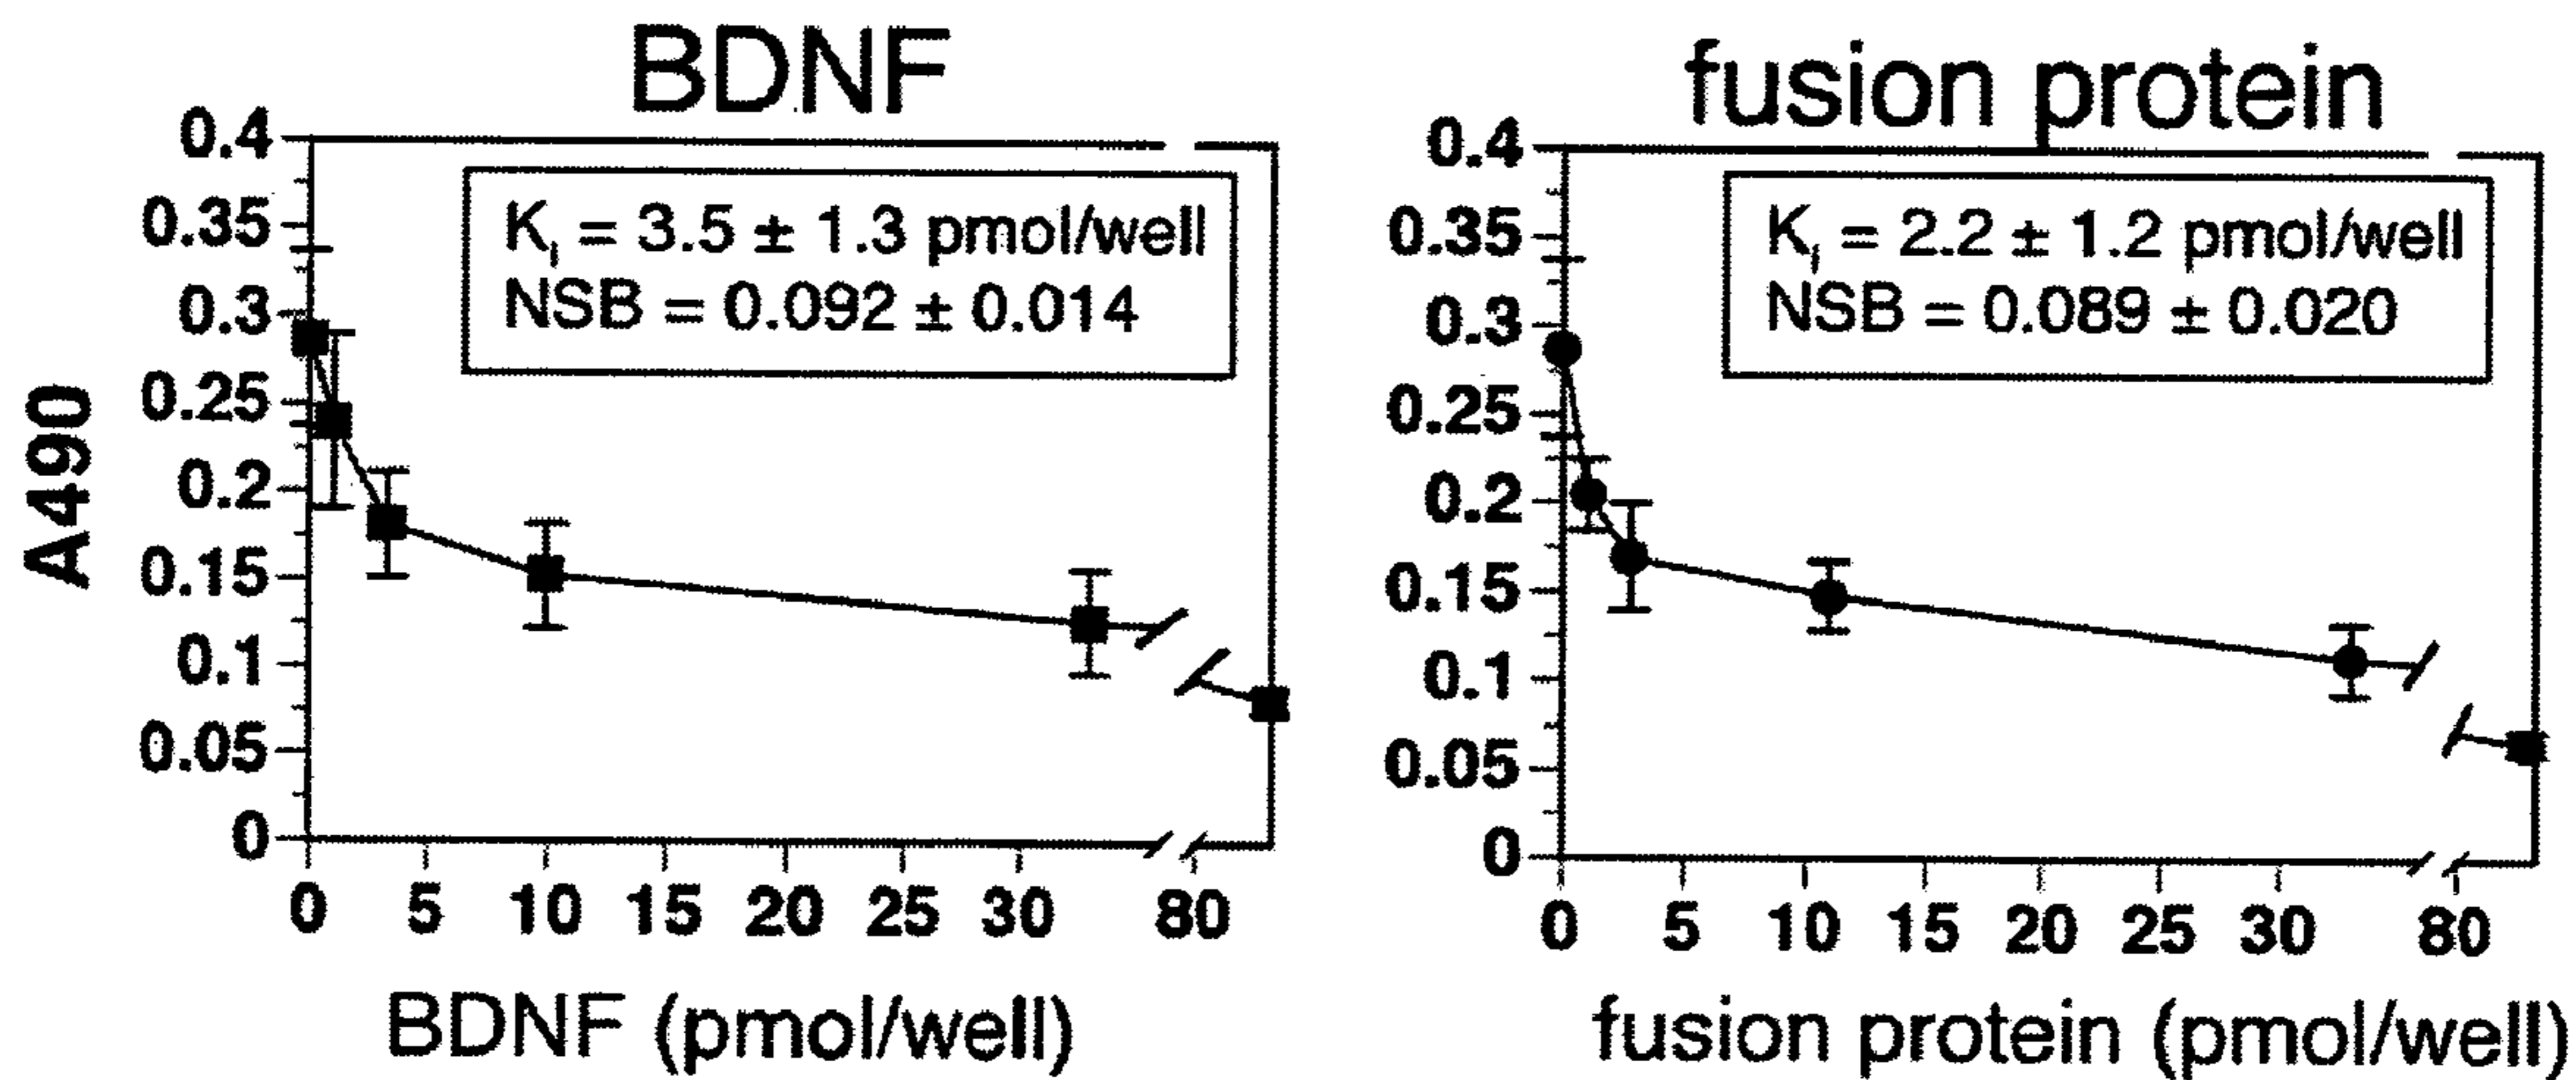 BDNF
0.4
0.35
0.3
0.25
0.2
0.15
0.1
0.05
0
A490
Kᵢ = 3.5 ± 1.3 pmol/well
NSB = 0.092 ± 0.014
0 5 10 15 20 25 30 80
BDNF (pmol/well)
fusion protein
0.4
0.35
0.3
0.25
0.2
0.15
0.1
0.05
0
Kᵢ = 2.2 ± 1.2 pmol/well
NSB = 0.089 ± 0.020
0 5 10 15 20 25 30 80
fusion protein (pmol/well)